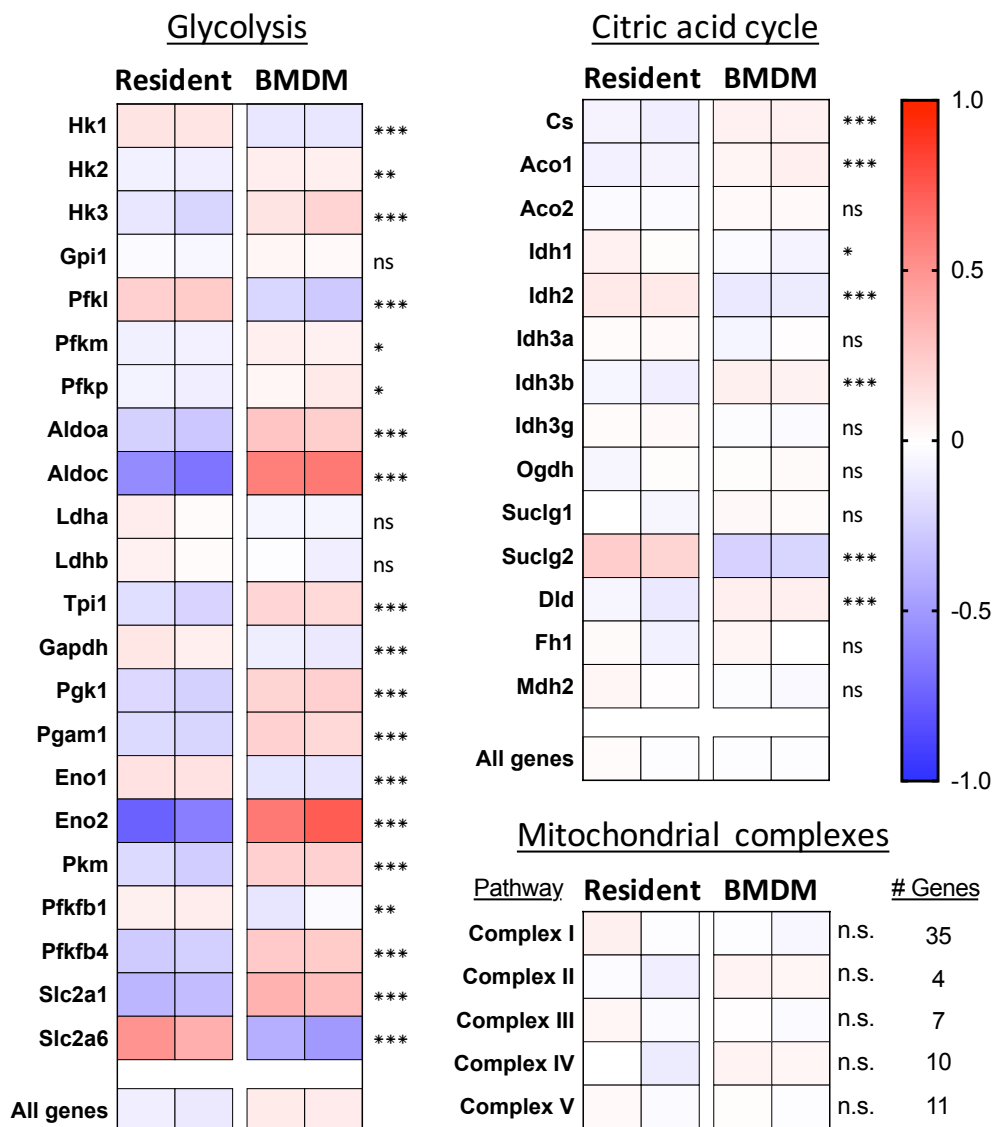 Glycolysis
Resident BMDM
Hk1 ***
Hk2 **
Hk3 ***
Gpi1 ns
Pfkl ***
Pfkm *
Pfkp *
Aldoa ***
Aldoc ***
Ldha ns
Ldhb ns
Tpi1 ***
Gapdh ***
Pgk1 ***
Pgam1 ***
Eno1 ***
Eno2 ***
Pkm ***
Pfkfb1 **
Pfkfb4 ***
Slc2a1 ***
Slc2a6 ***
All genes
Citric acid cycle
Resident BMDM
Cs ***
Aco1 ***
Aco2 ns
Idh1 *
Idh2 ***
Idh3a ns
Idh3b ***
Idh3g ns
Ogdh ns
Suclg1 ns
Suclg2 ***
Dld ***
Fh1 ns
Mdh2 ns
All genes
1.0
0.5
0
-0.5
-1.0
Mitochondrial complexes
Pathway Resident BMDM # Genes
Complex I n.s. 35
Complex II n.s. 4
Complex III n.s. 7
Complex IV n.s. 10
Complex V n.s. 11